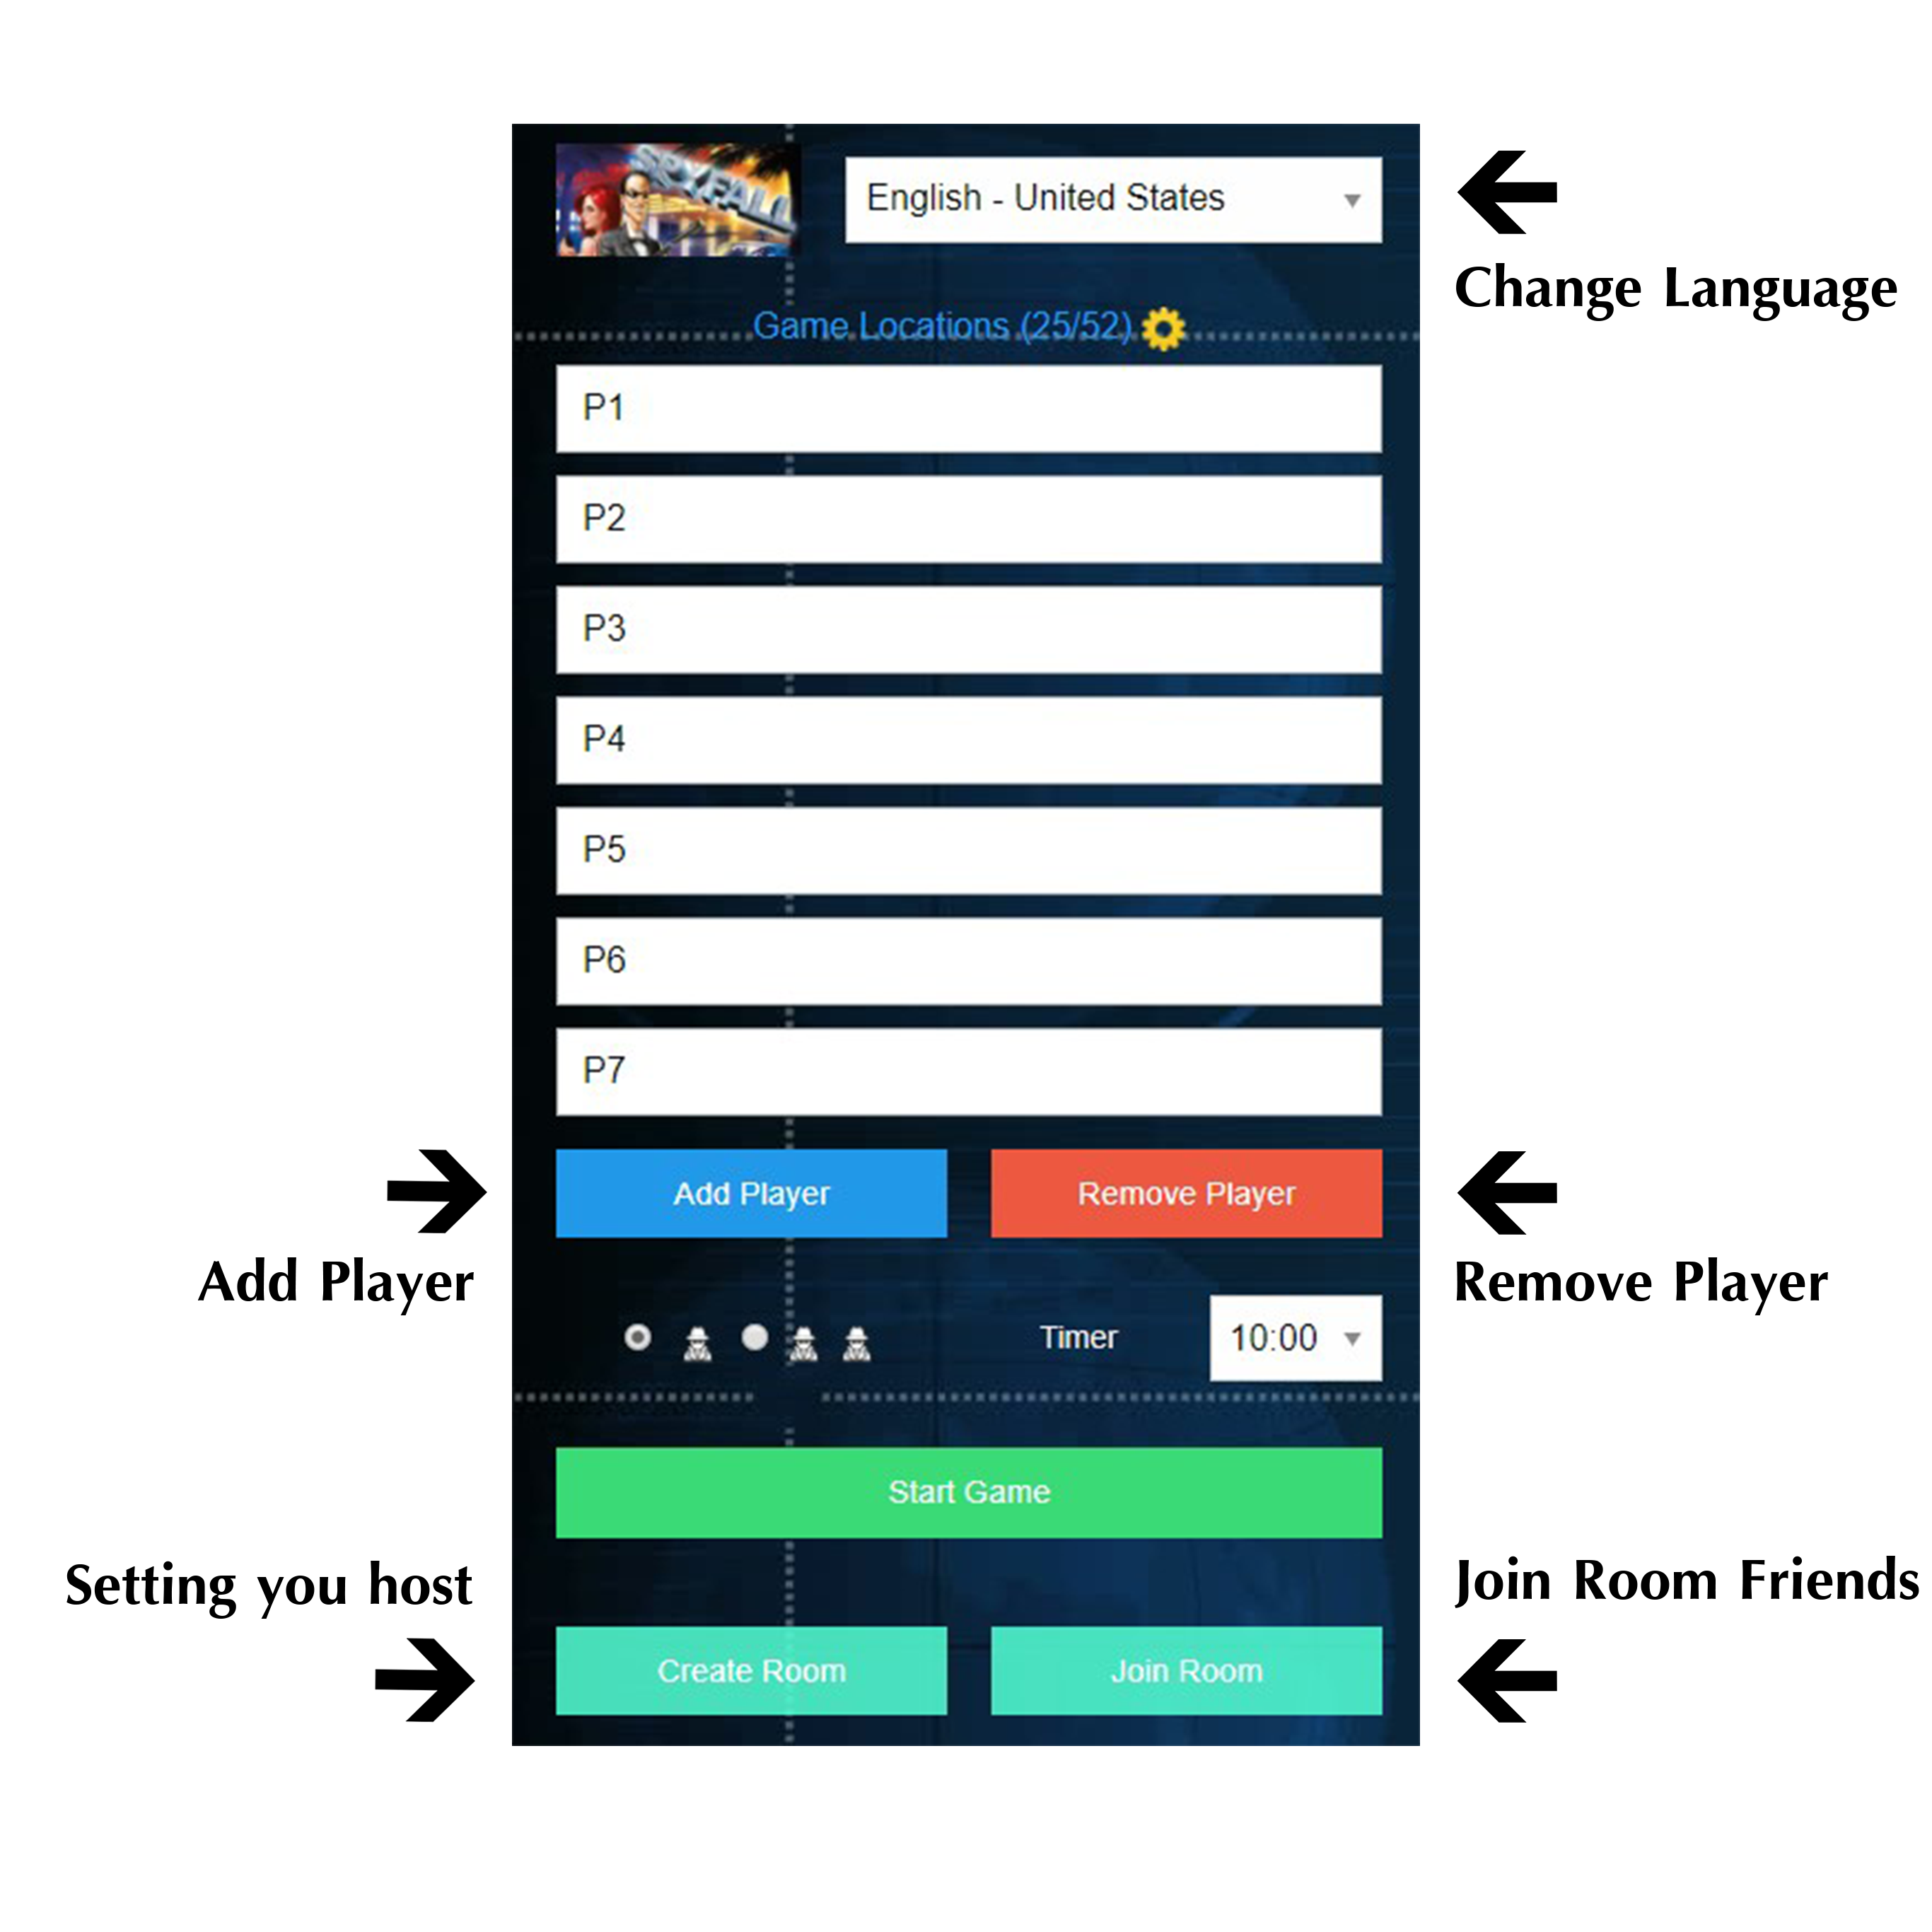 SPYFALL
English - United States
Change Language
Game Locations (25/52)
P1
P2
P3
P4
P5
P6
P7
Add Player
Remove Player
Add Player
Remove Player
Timer
10:00
Start Game
Setting you host
Join Room Friends
Create Room
Join Room